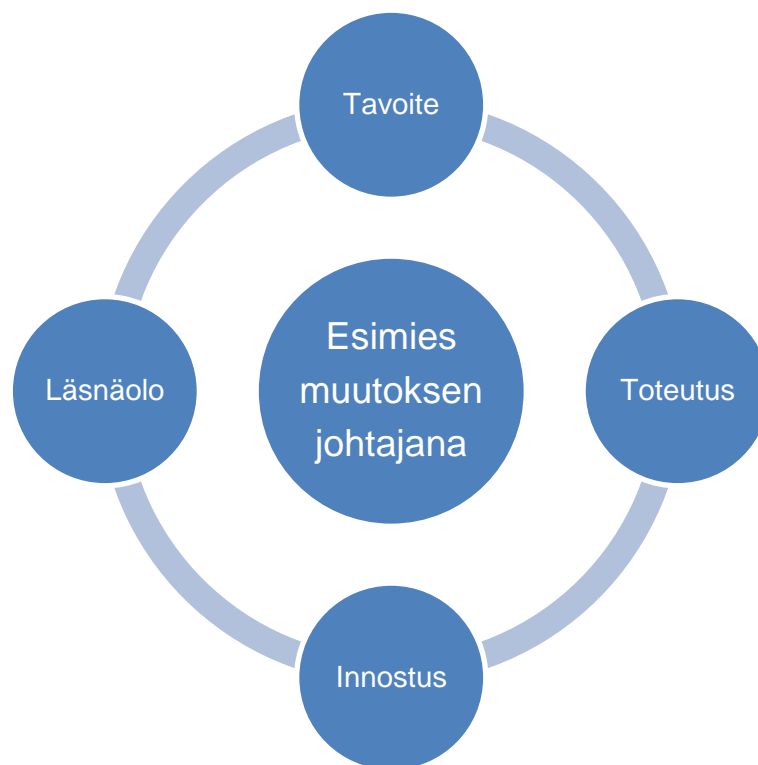 Tavoite
Esimies
muutoksen
johtajana
Läsnäolo
Toteutus
Innostus